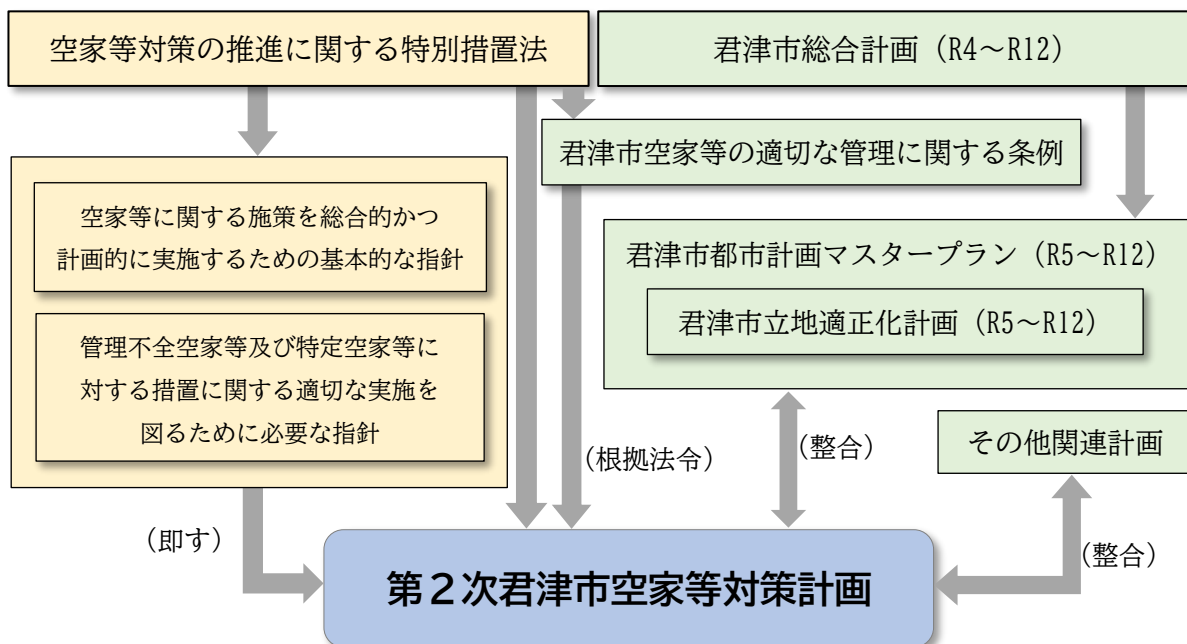 空家等対策の推進に関する特別措置法
君津市総合計画（R4～R12）
君津市空家等の適切な管理に関する条例
空家等に関する施策を総合的かつ
計画的に実施するための基本的な指針
管理不全空家等及び特定空家等に
対する措置に関する適切な実施を
図るために必要な指針
君津市都市計画マスタープラン（R5～R12）
君津市立地適正化計画（R5～R12）
その他関連計画
（根拠法令）
（整合）
（即す）
（整合）
第２次君津市空家等対策計画